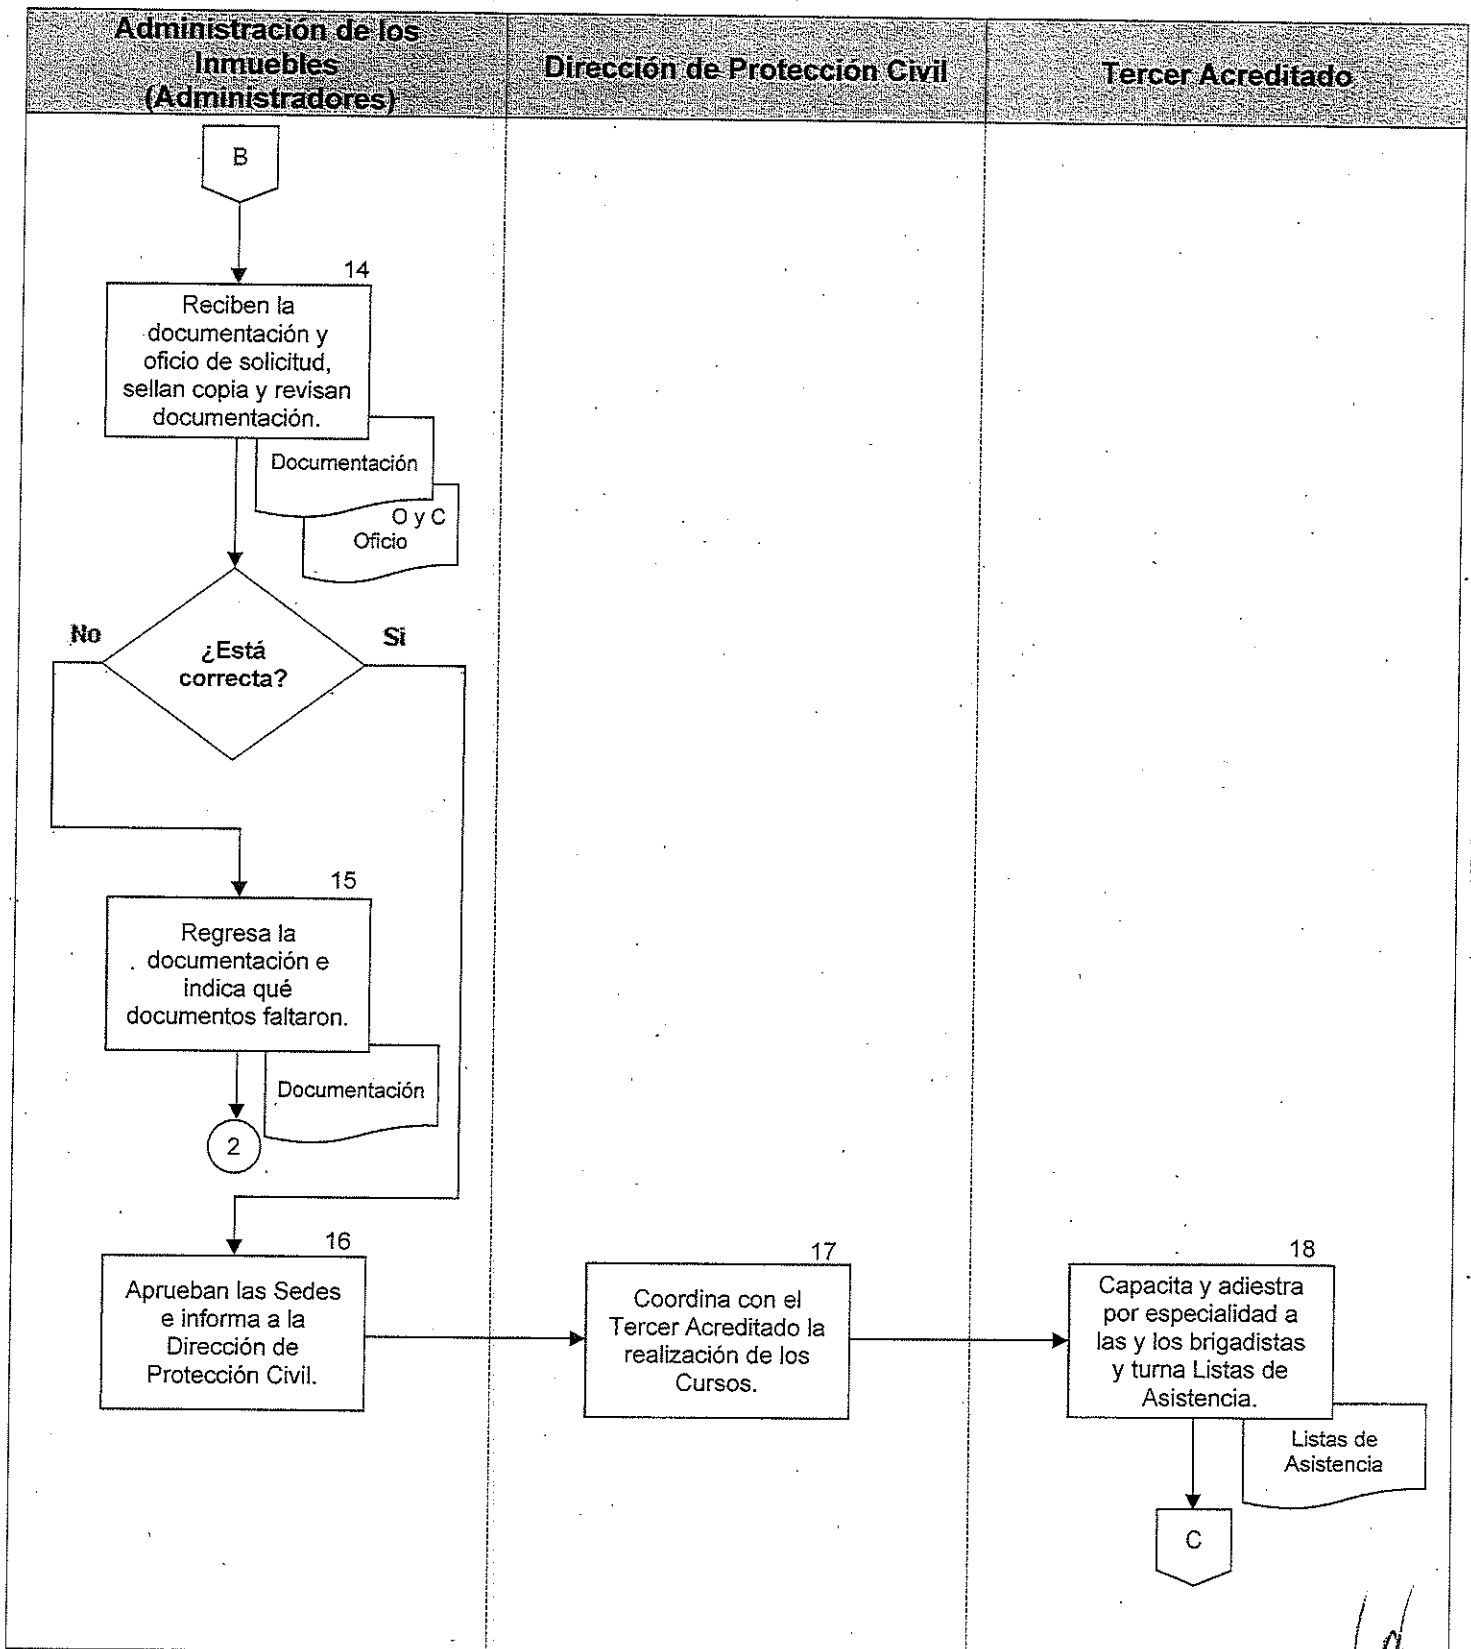 Administración de los
Inmuebles
(Administradores)
Dirección de Protección Civil
Tercer Acreditado
B
14
Reciben la
documentación y
oficio de solicitud,
sellan copia y revisan
documentación.
Documentación
O y C
Oficio
No
Si
¿Está
correcta?
15
Regresa la
documentación e
indica qué
documentos faltaron.
Documentación
2
16
Aprueban las Sedes
e informa a la
Dirección de
Protección Civil.
17
Coordina con el
Tercer Acreditado la
realización de los
Cursos.
18
Capacita y adiestra
por especialidad a
las y los brigadistas
y turna Listas de
Asistencia.
Listas de
Asistencia
C